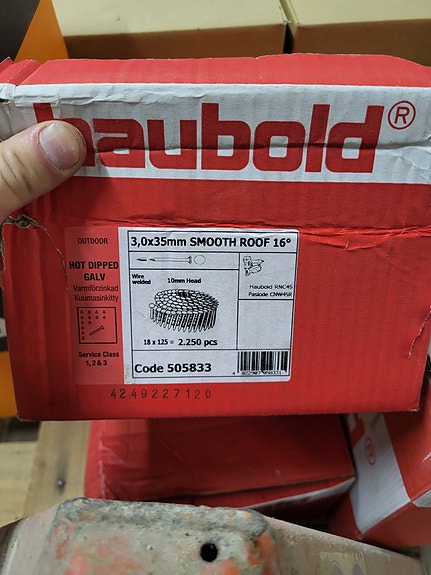 haubold®
OUTDOOR
HOT DIPPED
GALV
Varmförzinkad
Kuumasinkitty
Service Class
1, 2 & 3
3,0x35mm SMOOTH ROOF 16°
Wire
welded
10mm Head
18 x 125 = 2.250 pcs
Haubold RNC45
Paslode CNW45R
Code 505833
4249227120